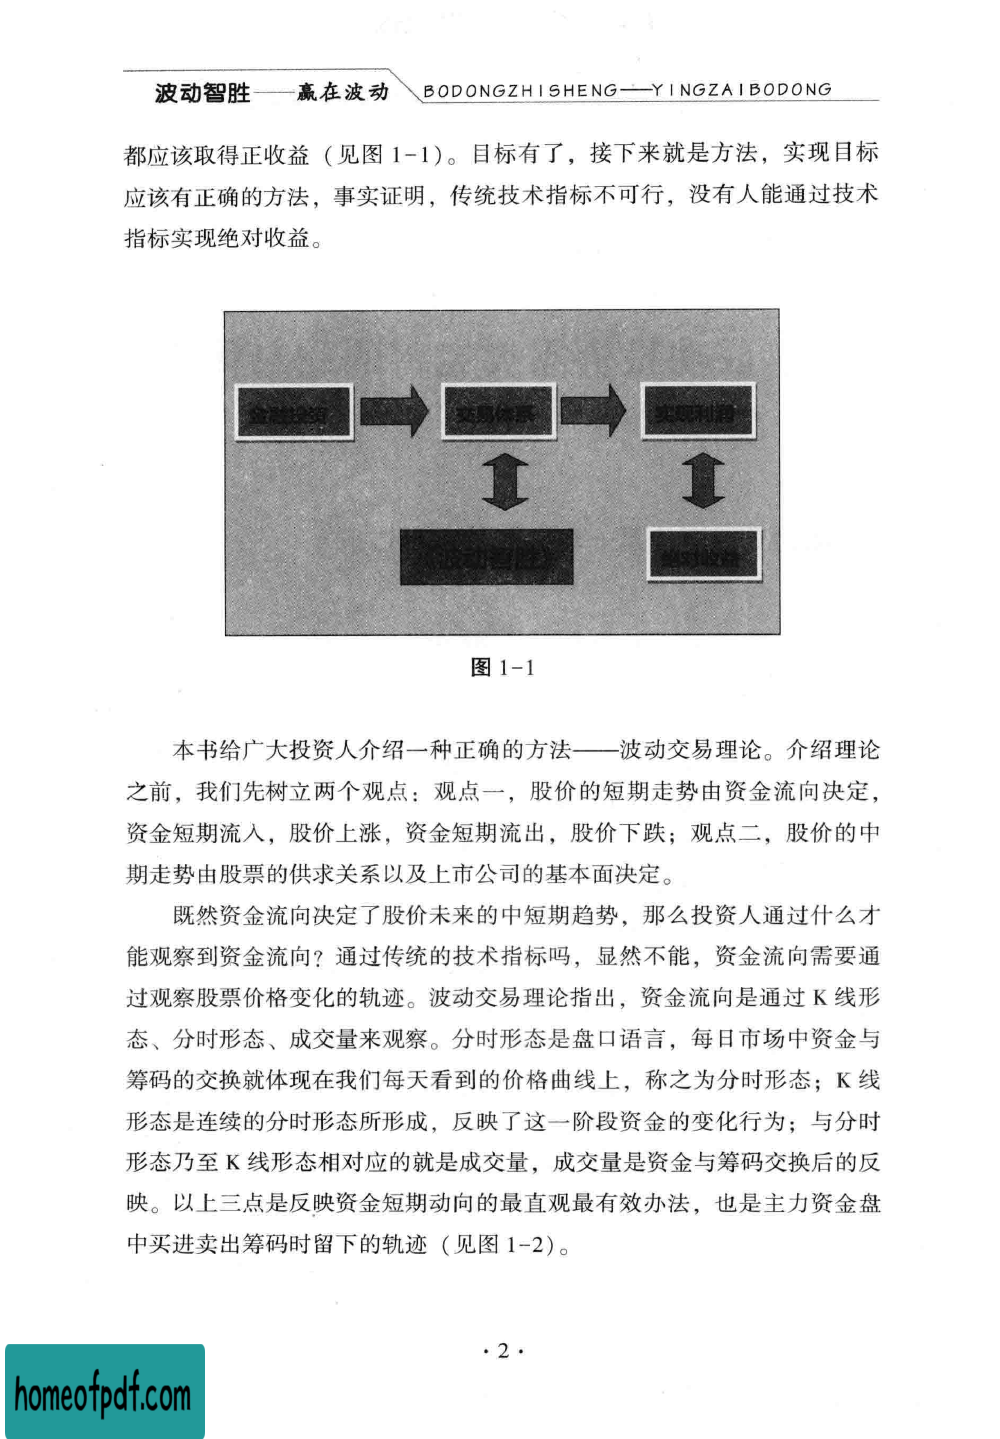 波动智胜——赢在波动 BODONGZHISHENG——YINGZAIBODONG
都应该取得正收益（见图 1-1）。目标有了，接下来就是方法，实现目标
应该有正确的方法，事实证明，传统技术指标不可行，没有人能通过技术
指标实现绝对收益。
金融投资 交易体系 实现利润
《波动智胜》 绝对收益
图 1-1
本书给广大投资人介绍一种正确的方法——波动交易理论。介绍理论
之前，我们先树立两个观点：观点一，股价的短期走势由资金流向决定，
资金短期流入，股价上涨，资金短期流出，股价下跌；观点二，股价的中
期走势由股票的供求关系以及上市公司的基本面决定。
既然资金流向决定了股价未来的中短期趋势，那么投资人通过什么才
能观察到资金流向？通过传统的技术指标吗，显然不能，资金流向需要通
过观察股票价格变化的轨迹。波动交易理论指出，资金流向是通过 K 线形
态、分时形态、成交量来观察。分时形态是盘口语言，每日市场中资金与
筹码的交换就体现在我们每天看到的价格曲线上，称之为分时形态；K 线
形态是连续的分时形态所形成，反映了这一阶段资金的变化行为；与分时
形态乃至 K 线形态相对应的就是成交量，成交量是资金与筹码交换后的反
映。以上三点是反映资金短期动向的最直观最有效办法，也是主力资金盘
中买进卖出筹码时留下的轨迹（见图 1-2）。
· 2 ·
homeofpdf.com